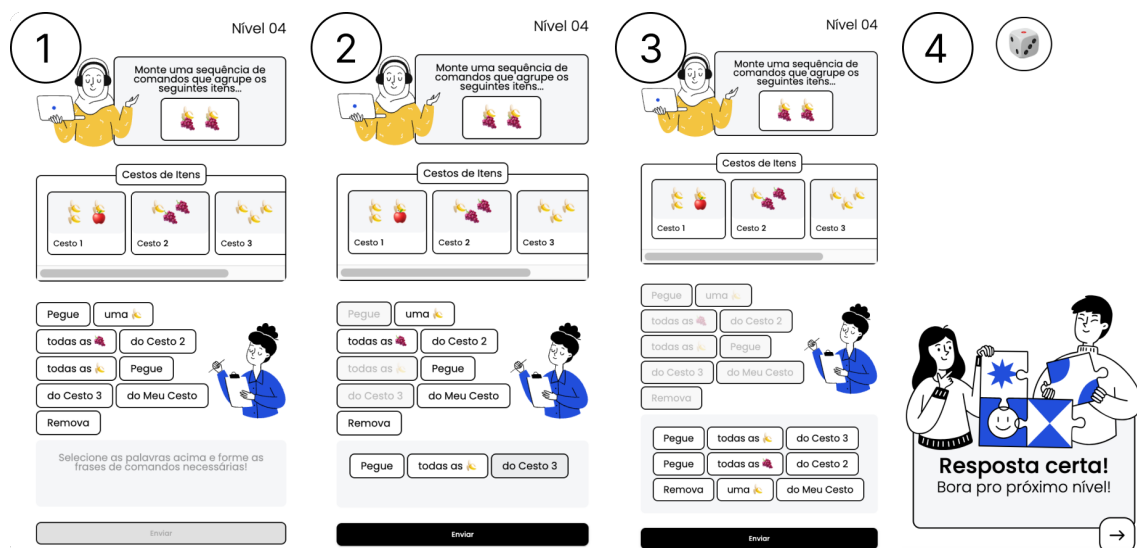 1
Nível 04
Monte uma sequência de
comandos que agrupe os
seguintes itens...
Cestos de Itens
Cesto 1
Cesto 2
Cesto 3
Pegue
uma
todas as
do Cesto 2
todas as
Pegue
do Cesto 3
do Meu Cesto
Remova
Selecione as palavras acima e forme as
frases de comandos necessárias!
Enviar
2
Nível 04
Monte uma sequência de
comandos que agrupe os
seguintes itens...
Cestos de Itens
Cesto 1
Cesto 2
Cesto 3
Pegue
uma
todas as
do Cesto 2
todas as
Pegue
do Cesto 3
do Meu Cesto
Remova
Pegue
todas as
do Cesto 3
Enviar
3
Nível 04
Monte uma sequência de
comandos que agrupe os
seguintes itens...
Cestos de Itens
Cesto 1
Cesto 2
Cesto 3
Pegue
uma
todas as
do Cesto 2
todas as
Pegue
do Cesto 3
do Meu Cesto
Remova
Pegue
todas as
do Cesto 3
Pegue
todas as
do Cesto 2
Remova
uma
do Meu Cesto
Enviar
4
Resposta certa!
Bora pro próximo nível!